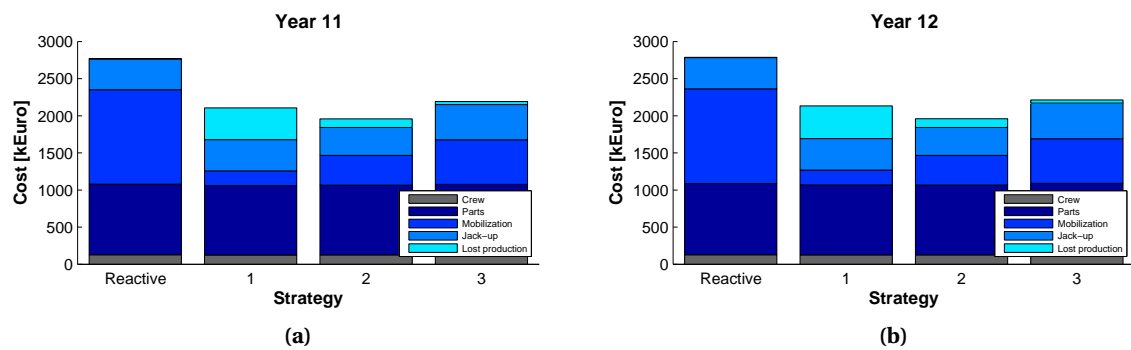 Year 11
Cost [kEuro]
3000
2500
2000
1500
1000
500
0
Crew
Parts
Mobilization
Jack−up
Lost production
Reactive 1 2 3
Strategy
(a)
Year 12
Cost [kEuro]
3000
2500
2000
1500
1000
500
0
Crew
Parts
Mobilization
Jack−up
Lost production
Reactive 1 2 3
Strategy
(b)